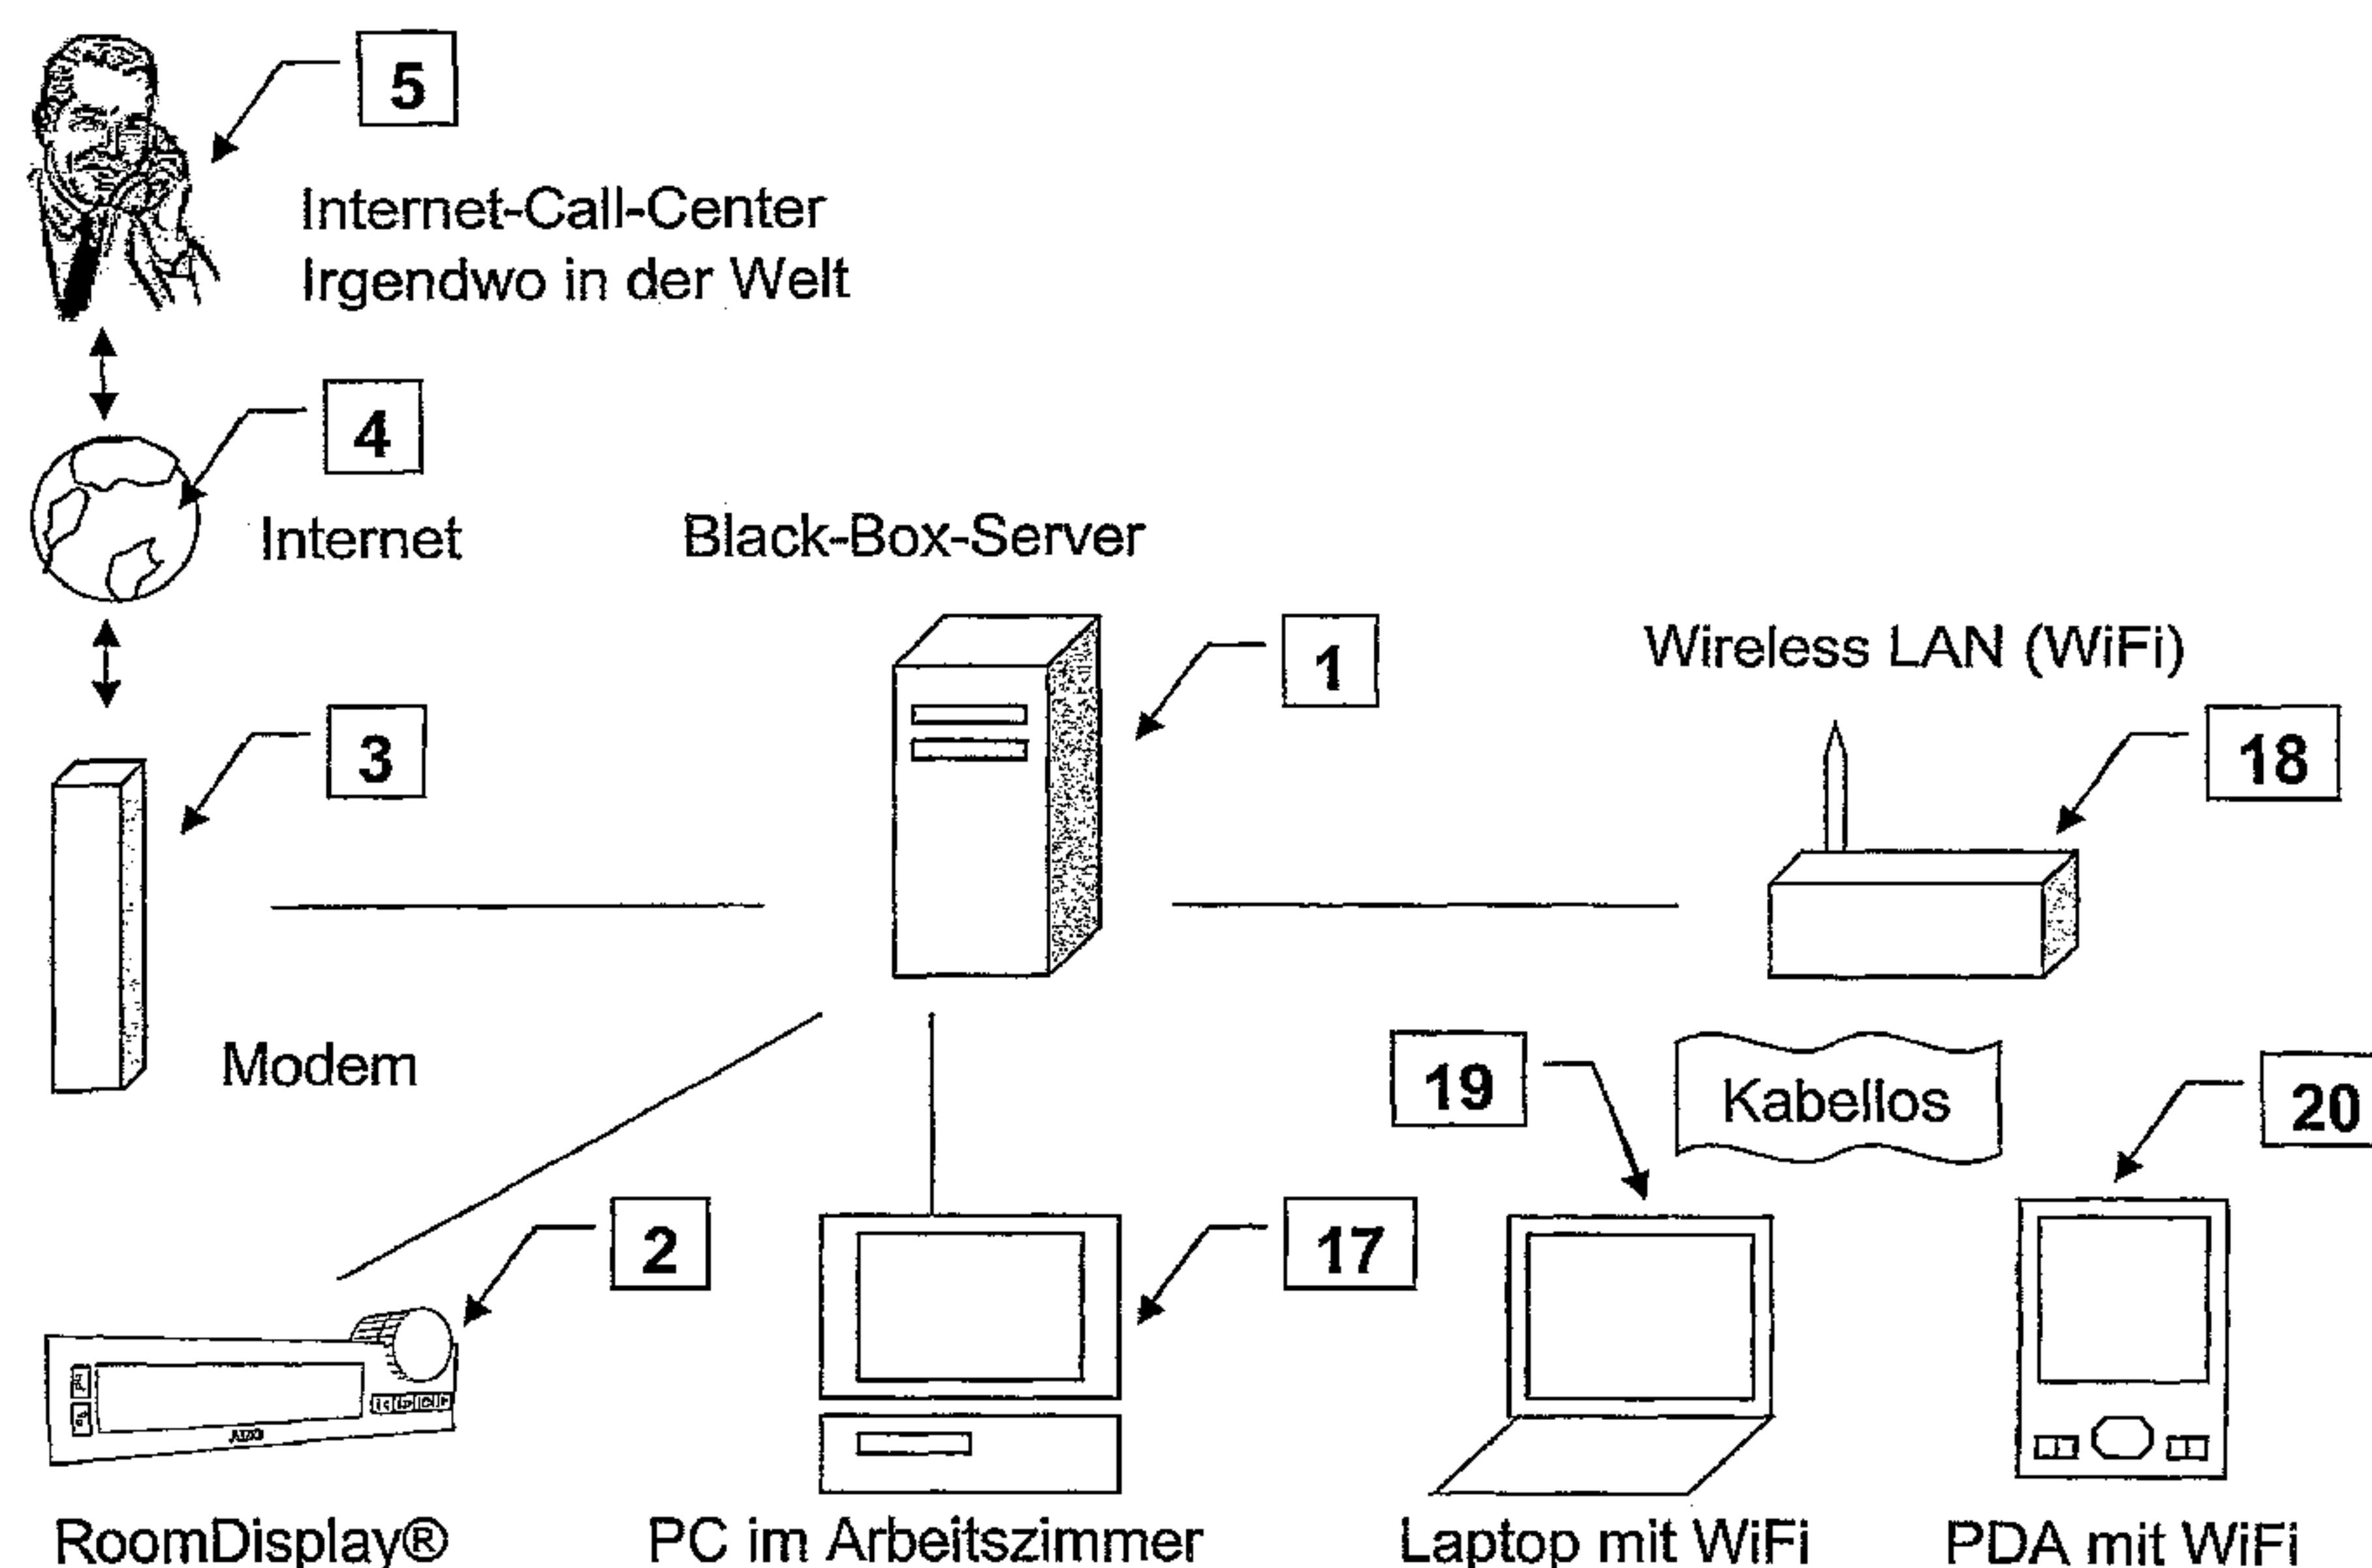 5
Internet-Call-Center
Irgendwo in der Welt
4
Internet
Black-Box-Server
1
Wireless LAN (WiFi)
3
18
Modem
19
Kabellos
20
2
17
RoomDisplay®
PC im Arbeitszimmer
Laptop mit WiFi
PDA mit WiFi